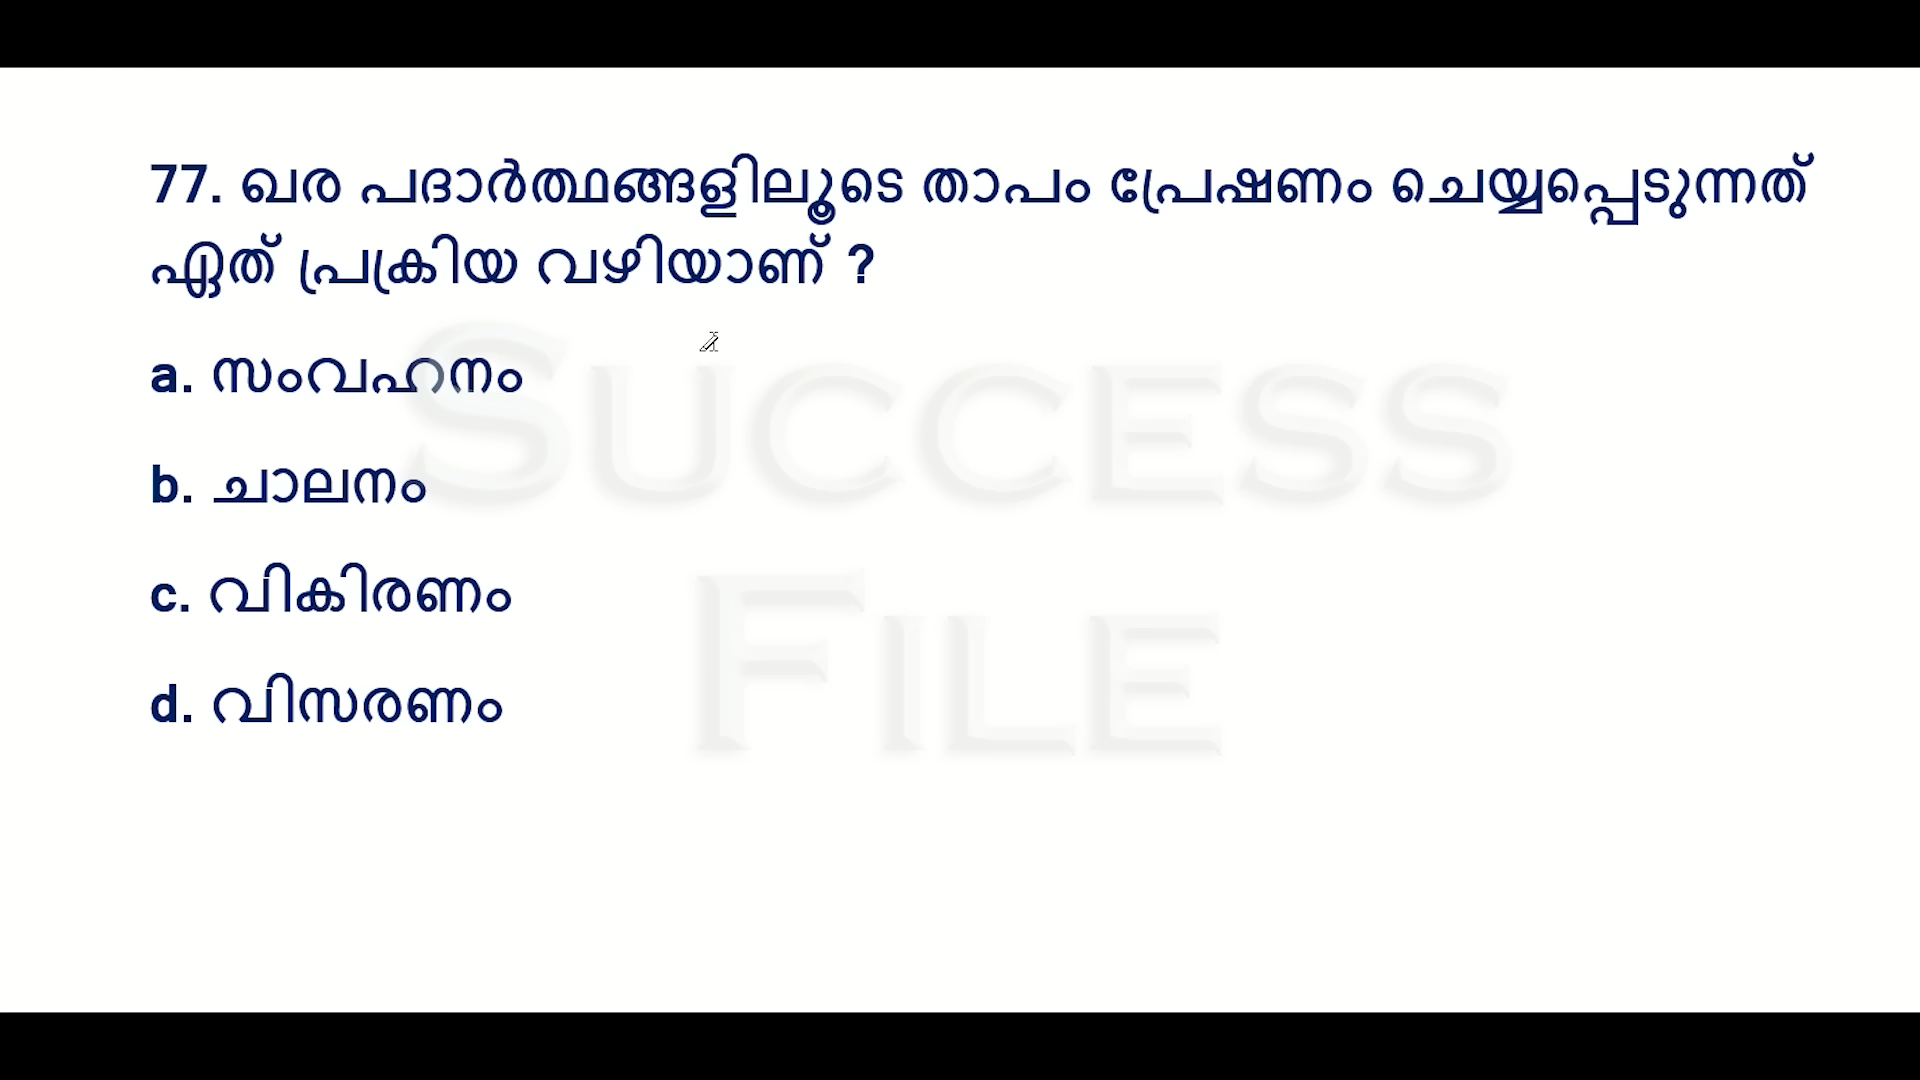 77. ഖര പദാർത്ഥങ്ങളിലൂടെ താപം പ്രേഷണം ചെയ്യപ്പെടുന്നത്
ഏത് പ്രക്രിയ വഴിയാണ് ?
a. സംവഹനം
b. ചാലനം
c. വികിരണം
d. വിസരണം
SUCCESS
FILE